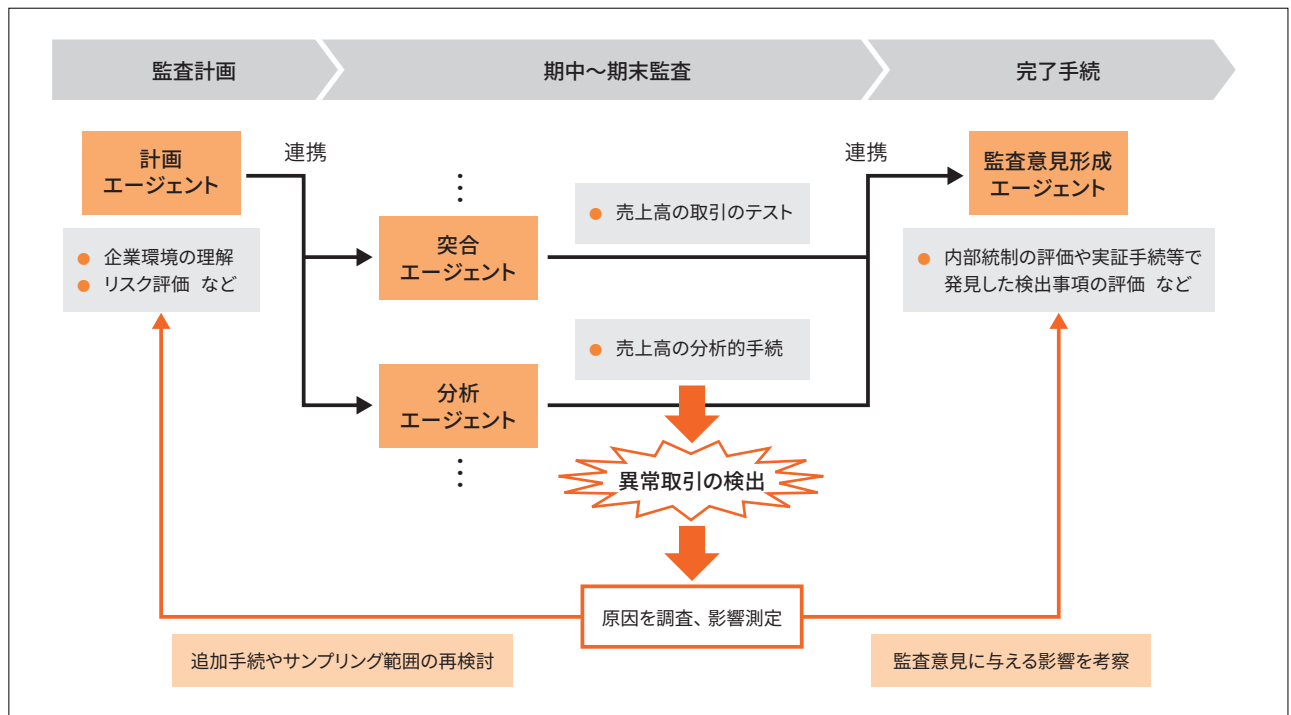 監査計画
期中～期末監査
完了手続
計画
エージェント
連携
連携
監査意見形成
エージェント
企業環境の理解
リスク評価 など
突合
エージェント
売上高の取引のテスト
内部統制の評価や実証手続等で
発見した検出事項の評価 など
売上高の分析的手続
分析
エージェント
異常取引の検出
原因を調査、影響測定
追加手続やサンプリング範囲の再検討
監査意見に与える影響を考察